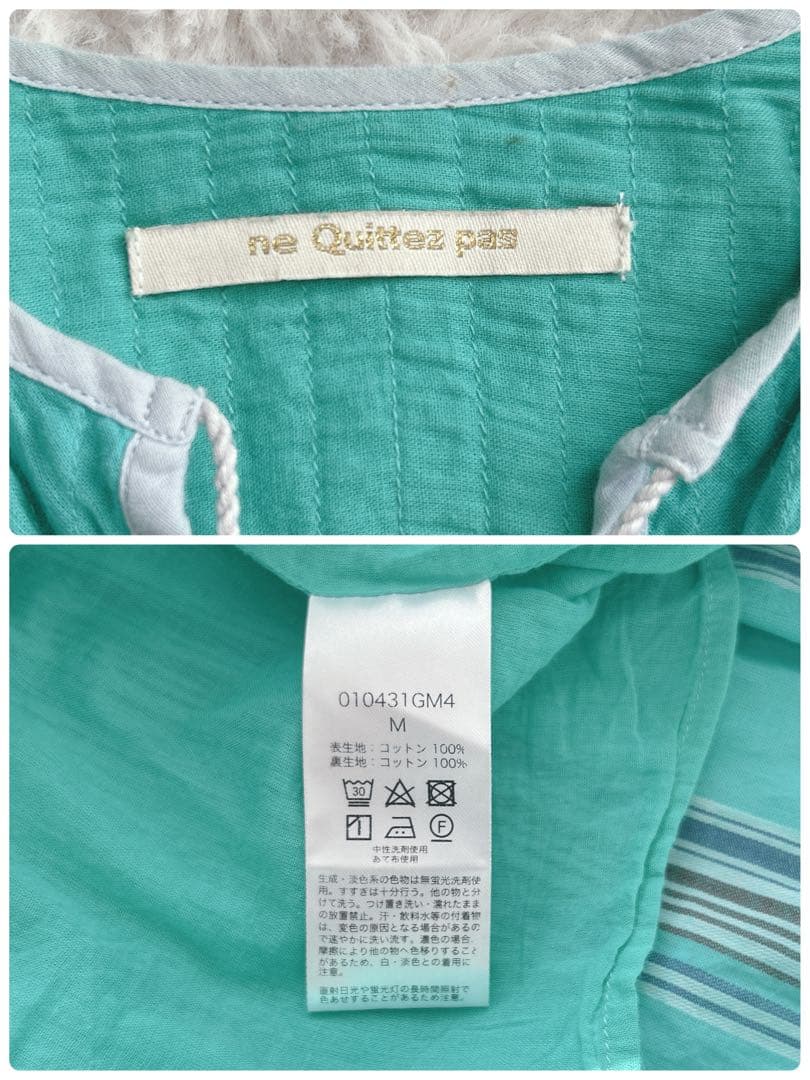 ne Quittez pas
010431GM4
M
表生地：コットン 100%
裏生地：コットン 100%
30
F
中性洗剤使用
あて布使用
生成・淡色系の色物は無蛍光洗剤使
用。すすぎは十分行う。他の物と分
けて洗う。つけ置き洗い・濡れたまま
の放置禁止。汗・飲料水等の付着物
は、変色の原因となる場合があるの
で速やかに洗い流す。濃色の場合、
摩擦により他の物へ色移りすること
があるため、白・淡色との着用に
注意。
直射日光や蛍光灯の長時間照射で
色あせすることがあるため注意。